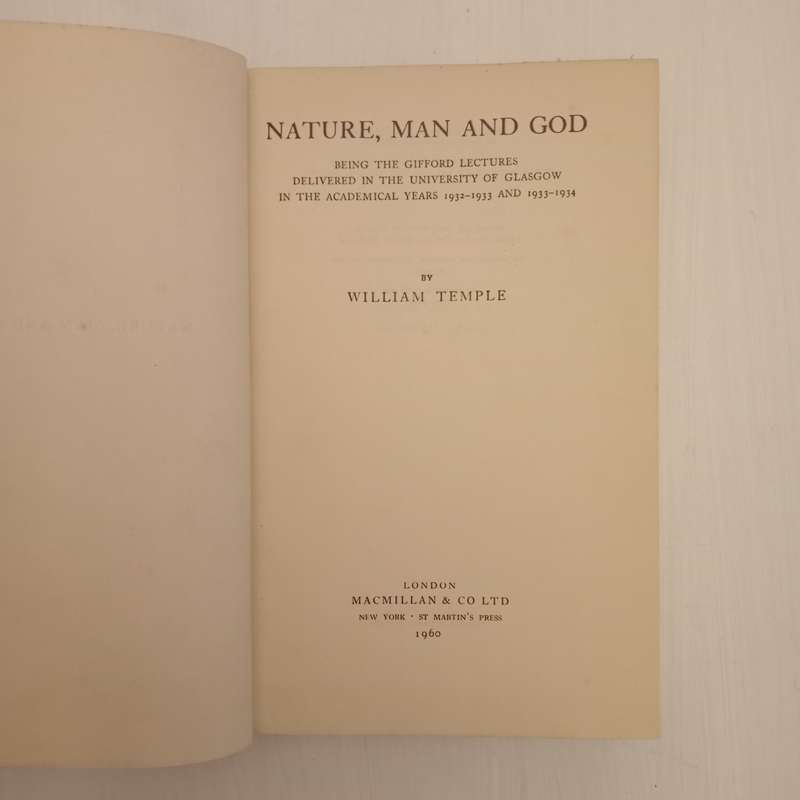 NATURE, MAN AND GOD
BEING THE GIFFORD LECTURES
DELIVERED IN THE UNIVERSITY OF GLASGOW
IN THE ACADEMICAL YEARS 1932–1933 AND 1933–1934
BY
WILLIAM TEMPLE
LONDON
MACMILLAN & CO LTD
NEW YORK · ST MARTIN'S PRESS
1960